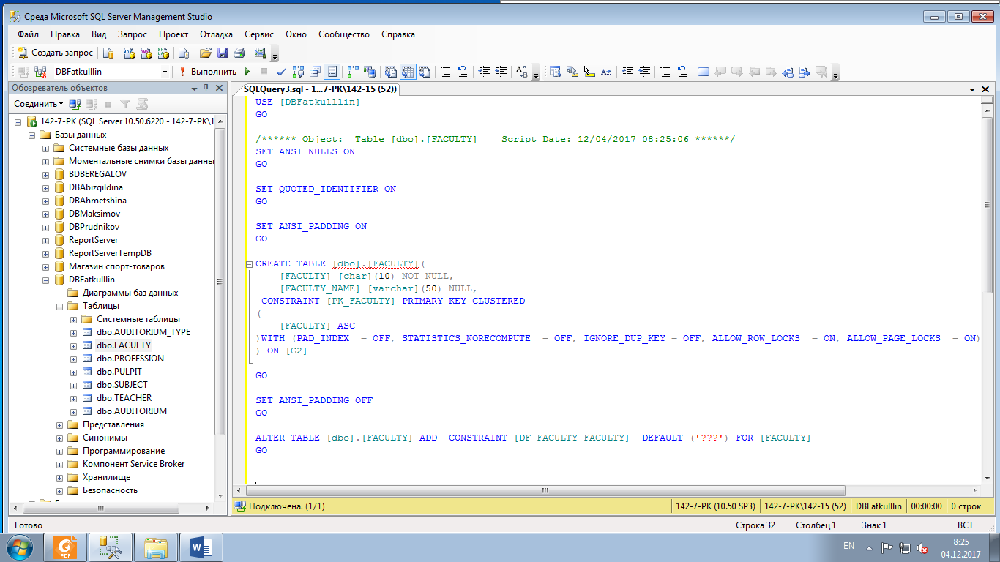 Среда Microsoft SQL Server Management Studio
Файл Правка Вид Запрос Проект Отладка Сервис Окно Сообщество Справка
Создать запрос
DBFatkulllin Выполнить
Обозреватель объектов
Соединить
142-7-PK (SQL Server 10.50.6220 - 142-7-PK\1
Базы данных
Системные базы данных
Моментальные снимки базы данны
BDBEREGALOV
DBAbizgildina
DBAhmetshina
DBMaksimov
DBPrudnikov
ReportServer
ReportServerTempDB
Магазин спорт-товаров
DBFatkulllin
Диаграммы баз данных
Таблицы
Системные таблицы
dbo.AUDITORIUM_TYPE
dbo.FACULTY
dbo.PROFESSION
dbo.PULPIT
dbo.SUBJECT
dbo.TEACHER
dbo.AUDITORIUM
Представления
Синонимы
Программирование
Компонент Service Broker
Хранилище
Безопасность
SQLQuery3.sql - 1...7-PK\142-15 (52))
USE [DBFatkulllin]
GO
/****** Object:  Table [dbo].[FACULTY]    Script Date: 12/04/2017 08:25:06 ******/
SET ANSI_NULLS ON
GO
SET QUOTED_IDENTIFIER ON
GO
SET ANSI_PADDING ON
GO
CREATE TABLE [dbo].[FACULTY](
[FACULTY] [char](10) NOT NULL,
[FACULTY_NAME] [varchar](50) NULL,
CONSTRAINT [PK_FACULTY] PRIMARY KEY CLUSTERED
(
[FACULTY] ASC
)WITH (PAD_INDEX  = OFF, STATISTICS_NORECOMPUTE  = OFF, IGNORE_DUP_KEY = OFF, ALLOW_ROW_LOCKS  = ON, ALLOW_PAGE_LOCKS  = ON)
) ON [G2]
GO
SET ANSI_PADDING OFF
GO
ALTER TABLE [dbo].[FACULTY] ADD  CONSTRAINT [DF_FACULTY_FACULTY]  DEFAULT ('???') FOR [FACULTY]
GO
Подключена. (1/1) 142-7-PK (10.50 SP3) 142-7-PK\142-15 (52) DBFatkulllin 00:00:00 0 строк
Готово Строка 32 Столбец 1 Знак 1 ВСТ
PDF
EN 8:25
04.12.2017